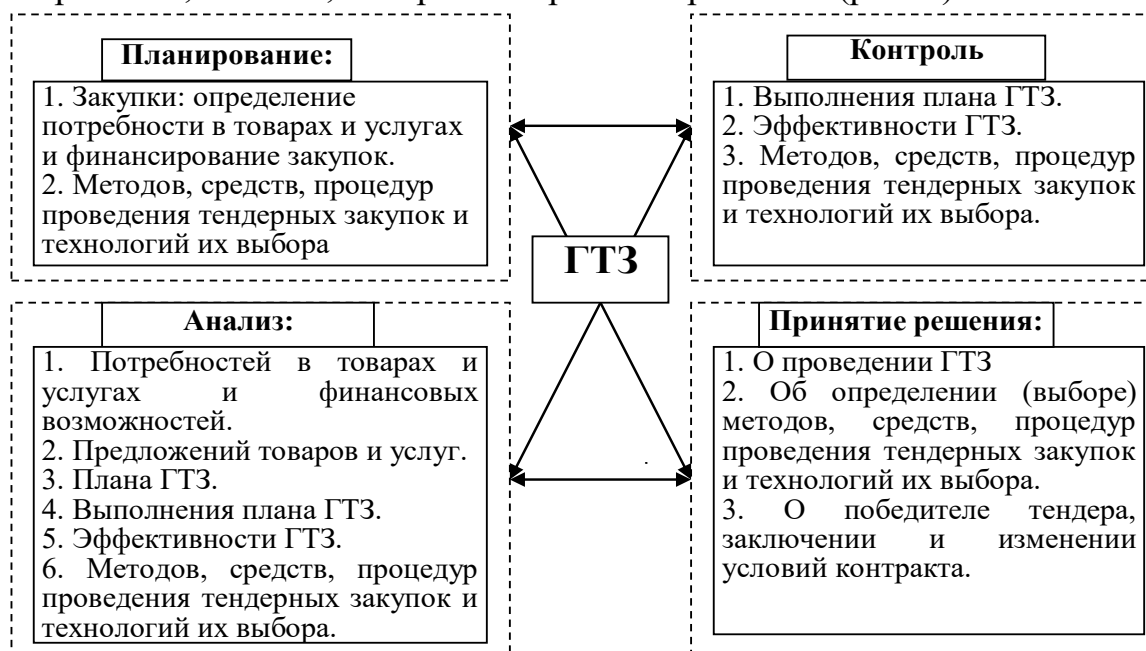 Планирование:
1. Закупки: определение
потребности в товарах и услугах
и финансирование закупок.
2. Методов, средств, процедур
проведения тендерных закупок и
технологий их выбора
Контроль
1. Выполнения плана ГТЗ.
2. Эффективности ГТЗ.
3. Методов, средств, процедур
проведения тендерных закупок
и технологий их выбора.
ГТЗ
Анализ:
1. Потребностей в товарах и
услугах и финансовых
возможностей.
2. Предложений товаров и услуг.
3. Плана ГТЗ.
4. Выполнения плана ГТЗ.
5. Эффективности ГТЗ.
6. Методов, средств, процедур
проведения тендерных закупок и
технологий их выбора.
Принятие решения:
1. О проведении ГТЗ
2. Об определении (выборе)
методов, средств, процедур
проведения тендерных закупок
и технологий их выбора.
3. О победителе тендера,
заключении и изменении
условий контракта.